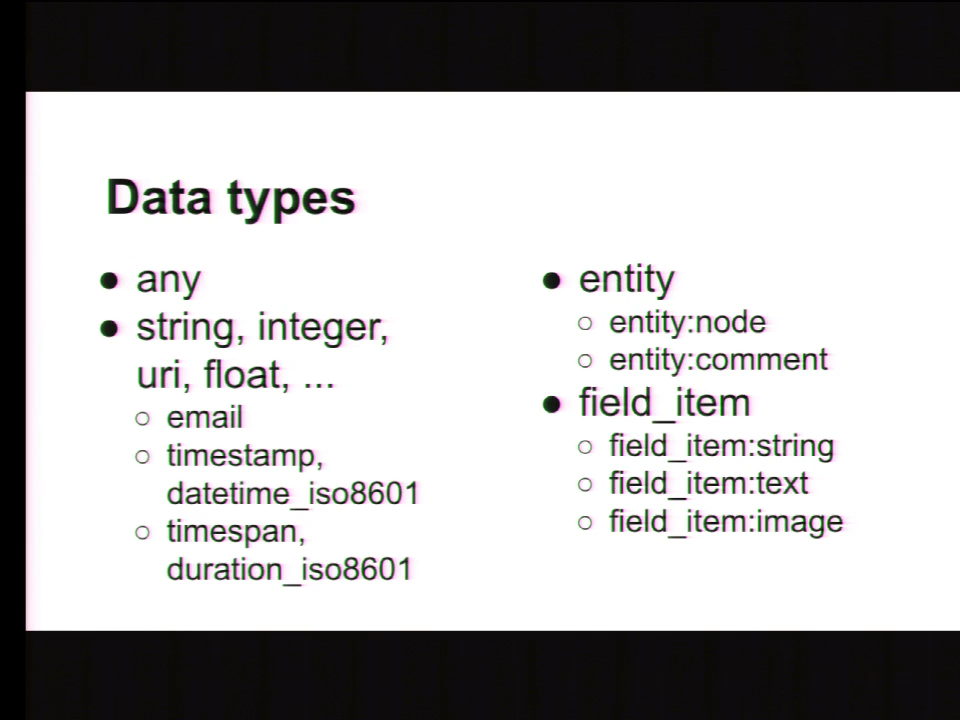 Data types
● any
● string, integer,
uri, float, ...
○ email
○ timestamp,
datetime_iso8601
○ timespan,
duration_iso8601
● entity
○ entity:node
○ entity:comment
● field_item
○ field_item:string
○ field_item:text
○ field_item:image